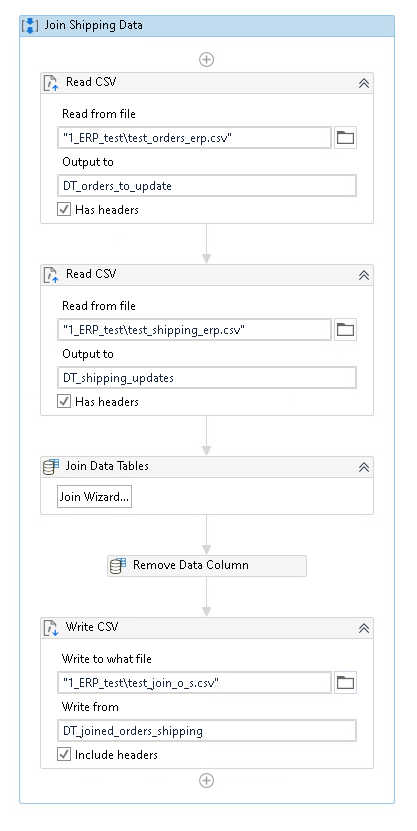 Join Shipping Data
Read CSV
Read from file
"1_ERP_test\test_orders_erp.csv"
Output to
DT_orders_to_update
Has headers
Read CSV
Read from file
"1_ERP_test\test_shipping_erp.csv"
Output to
DT_shipping_updates
Has headers
Join Data Tables
Join Wizard...
Remove Data Column
Write CSV
Write to what file
"1_ERP_test\test_join_o_s.csv"
Write from
DT_joined_orders_shipping
Include headers